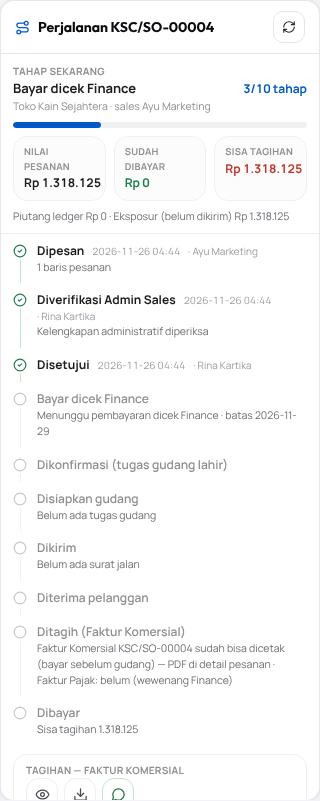 Perjalanan KSC/SO-00004
TAHAP SEKARANG
Bayar dicek Finance 3/10 tahap
Toko Kain Sejahtera · sales Ayu Marketing
NILAI PESANAN
Rp 1.318.125
SUDAH DIBAYAR
Rp 0
SISA TAGIHAN
Rp 1.318.125
Piutang ledger Rp 0 · Eksposur (belum dikirim) Rp 1.318.125
Dipesan 2026-11-26 04:44 · Ayu Marketing
1 baris pesanan
Diverifikasi Admin Sales 2026-11-26 04:44
· Rina Kartika
Kelengkapan administratif diperiksa
Disetujui 2026-11-26 04:44 · Rina Kartika
Bayar dicek Finance
Menunggu pembayaran dicek Finance · batas 2026-11-
29
Dikonfirmasi (tugas gudang lahir)
Disiapkan gudang
Belum ada tugas gudang
Dikirim
Belum ada surat jalan
Diterima pelanggan
Ditagih (Faktur Komersial)
Faktur Komersial KSC/SO-00004 sudah bisa dicetak
(bayar sebelum gudang) — PDF di detail pesanan ·
Faktur Pajak: belum (wewenang Finance)
Dibayar
Sisa tagihan 1.318.125
TAGIHAN — FAKTUR KOMERSIAL